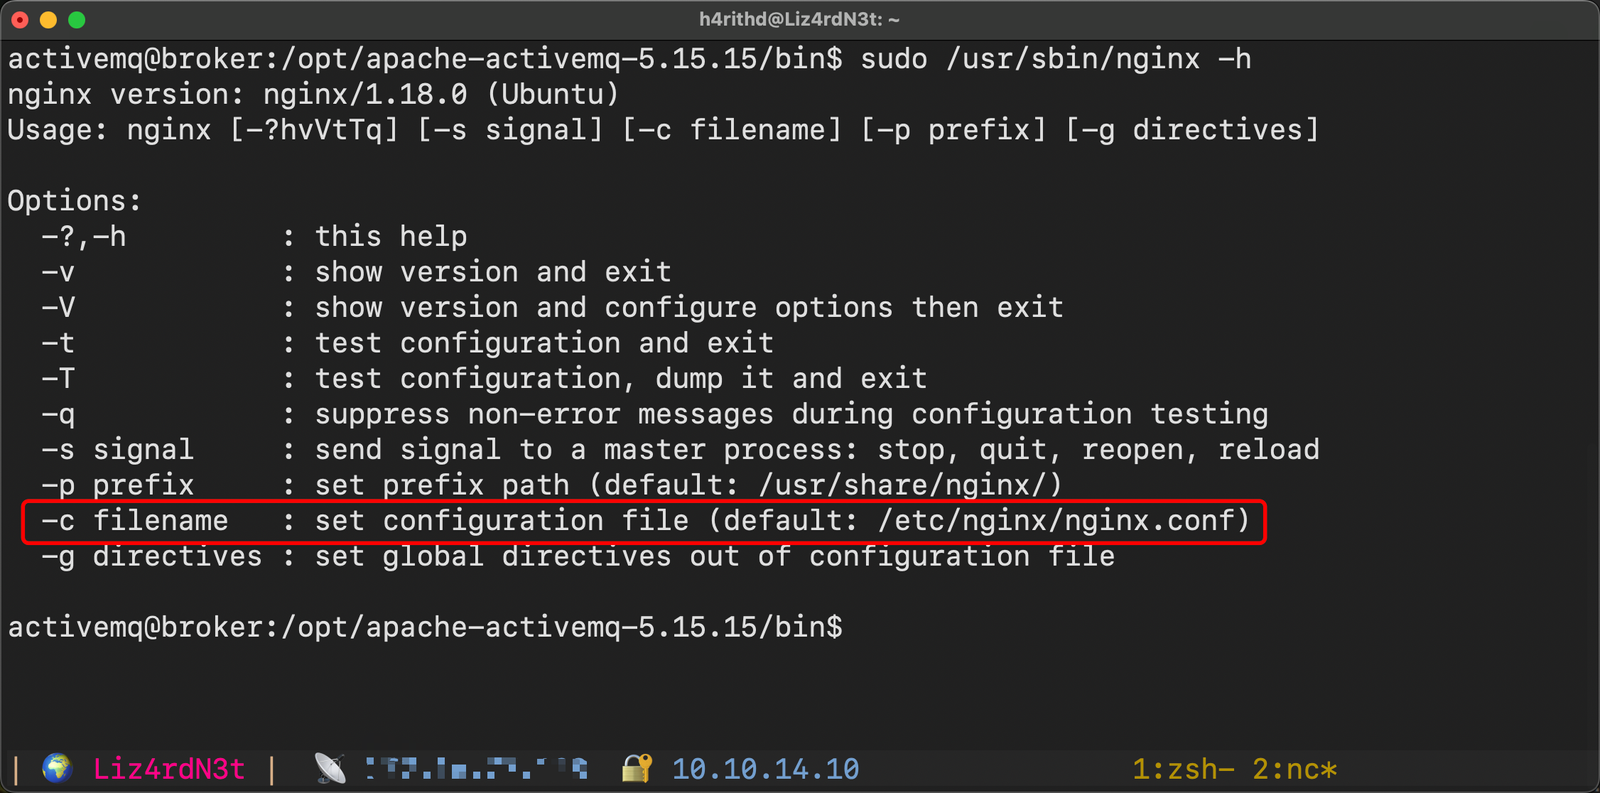 h4rithd@Liz4rdN3t: ~
activemq@broker:/opt/apache-activemq-5.15.15/bin$ sudo /usr/sbin/nginx -h
nginx version: nginx/1.18.0 (Ubuntu)
Usage: nginx [-?hvVtTq] [-s signal] [-c filename] [-p prefix] [-g directives]

Options:
  -?,-h         : this help
  -v            : show version and exit
  -V            : show version and configure options then exit
  -t            : test configuration and exit
  -T            : test configuration, dump it and exit
  -q            : suppress non-error messages during configuration testing
  -s signal     : send signal to a master process: stop, quit, reopen, reload
  -p prefix     : set prefix path (default: /usr/share/nginx/)
  -c filename   : set configuration file (default: /etc/nginx/nginx.conf)
  -g directives : set global directives out of configuration file

activemq@broker:/opt/apache-activemq-5.15.15/bin$
| Liz4rdN3t | 10.10.14.10 1:zsh- 2:nc*